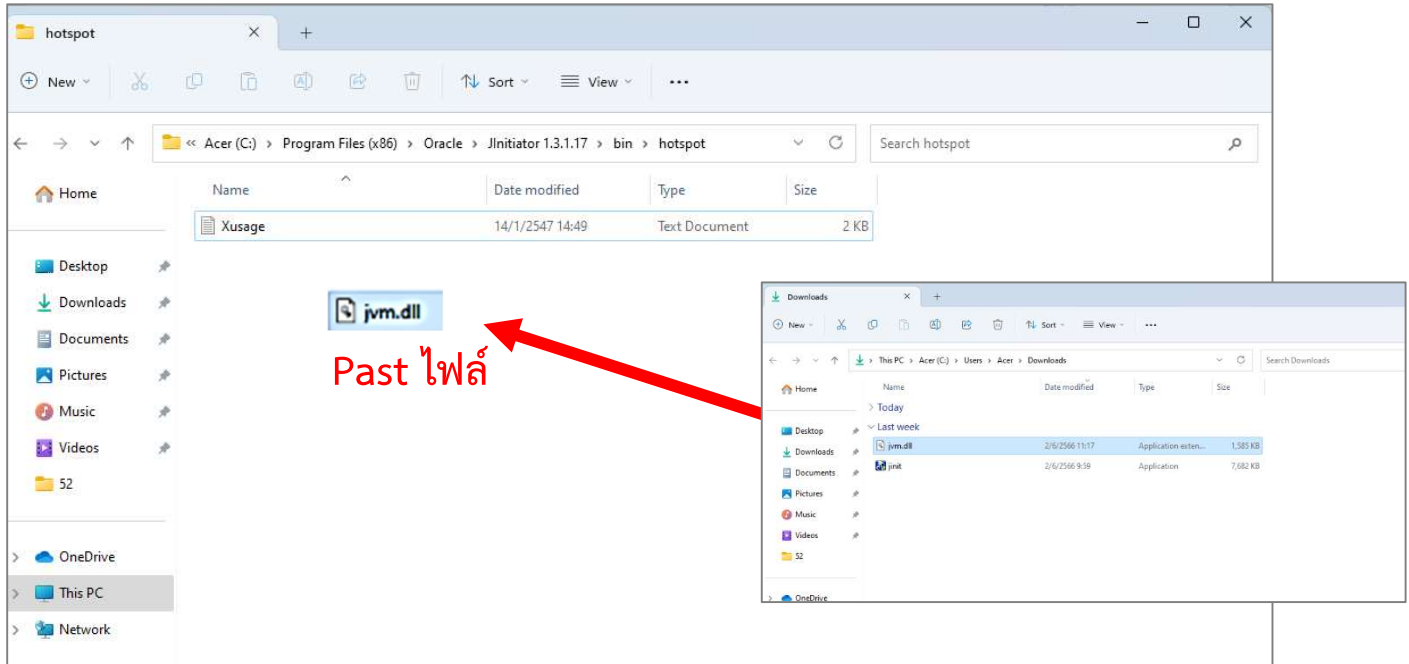 hotspot
New
Sort
View
Acer (C:) > Program Files (x86) > Oracle > JInitiator 1.3.1.17 > bin > hotspot
Search hotspot
Home
Name
Date modified
Type
Size
Xusage
14/1/2547 14:49
Text Document
2 KB
Desktop
Downloads
Documents
Pictures
Music
Videos
52
OneDrive
This PC
Network
jvm.dll
Past ไฟล์
Downloads
New
Sort
View
This PC > Acer (C:) > Users > Acer > Downloads
Search Downloads
Home
Name
Date modified
Type
Size
Today
Last week
jvm.dll
2/6/2566 11:17
Application exten...
1,585 KB
jinit
2/6/2566 9:59
Application
7,682 KB
Desktop
Downloads
Documents
Pictures
Music
Videos
52
OneDrive